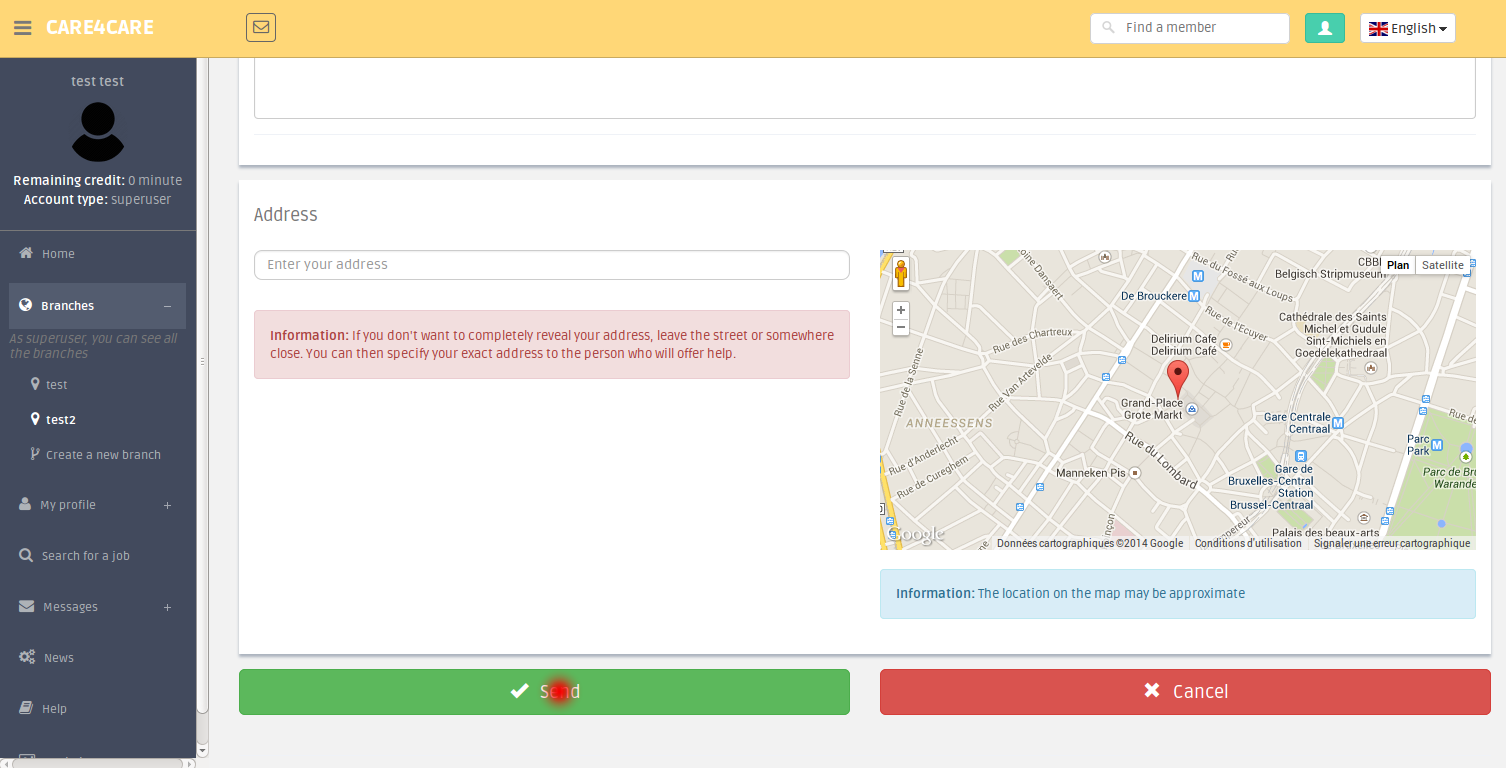 CARE4CARE
Find a member
English
test test
Remaining credit: 0 minute
Account type: superuser
Home
Branches
As superuser, you can see all
the branches
test
test2
Create a new branch
My profile
Search for a job
Messages
News
Help
Address
Enter your address
Information: If you don't want to completely reveal your address, leave the street or somewhere
close. You can then specify your exact address to the person who will offer help.
Plan
Satellite
Belgisch Stripmuseum
Rue du Fossé aux Loups
De Brouckere
Rue de l'Ecuyer
Cathédrale des Saints
Michel et Gudule
Sint-Michiels en
Goedelekathedraal
Delirium Cafe
Delirium Café
Rue des Chartreux
Rue Van Artevelde
Rue de la Senne
Grand-Place
Grote Markt
ANNEESSENS
Gare Centrale
Centraal
Rue du Lombard
Parc
Park
Rue d'Anderlecht
Rue de Cureghem
Manneken Pis
Gare de
Bruxelles-Central
Station
Brussel-Centraal
Parc de Bru
Warande
Palais des beaux-arts
Google
Données cartographiques ©2014 Google
Conditions d'utilisation
Signaler une erreur cartographique
Information: The location on the map may be approximate
Send
Cancel